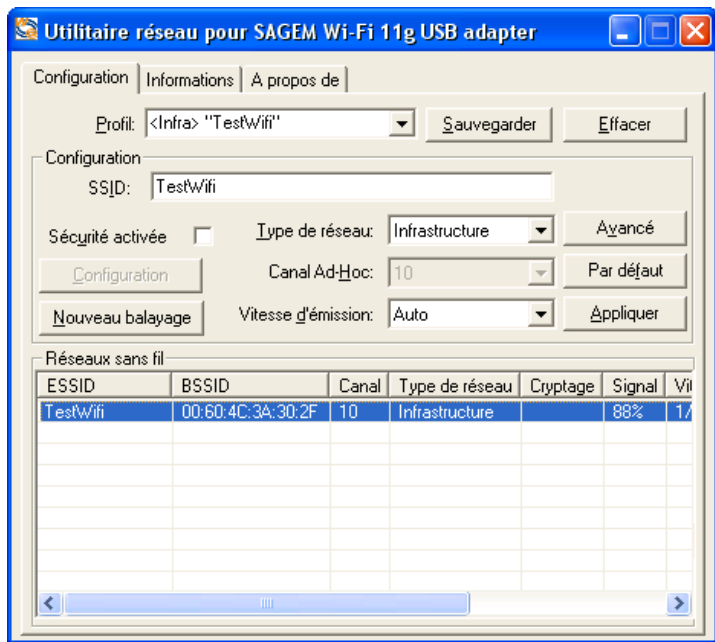 Utilitaire réseau pour SAGEM Wi-Fi 11g USB adapter
Configuration Informations A propos de
Profil: <Infra> "TestWifi" Sauvegarder Effacer
Configuration
SSID: TestWifi
Sécurité activée Type de réseau: Infrastructure Avancé
Configuration Canal Ad-Hoc: 10 Par défaut
Nouveau balayage Vitesse d'émission: Auto Appliquer
Réseaux sans fil
ESSID BSSID Canal Type de réseau Cryptage Signal Vit
TestWifi 00:60:4C:3A:30:2F 10 Infrastructure 88% 1/